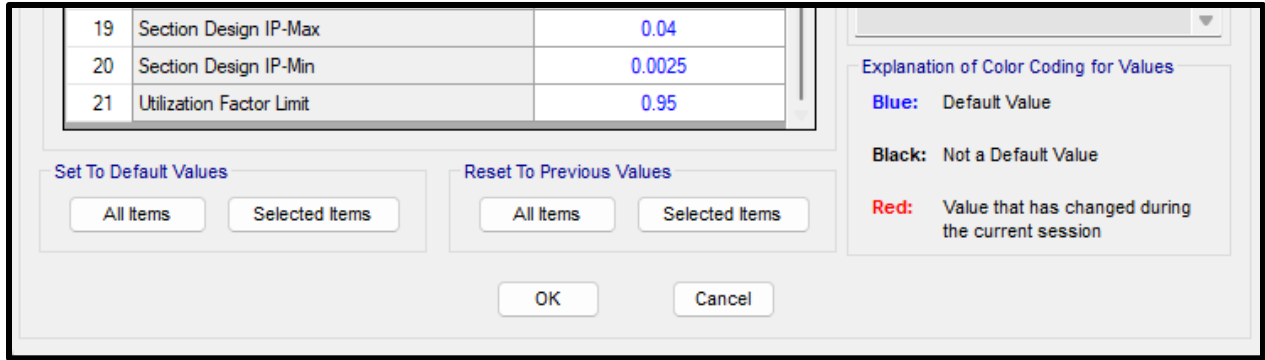 19 Section Design IP-Max 0.04
20 Section Design IP-Min 0.0025
21 Utilization Factor Limit 0.95
Set To Default Values
All Items Selected Items
Reset To Previous Values
All Items Selected Items
Explanation of Color Coding for Values
Blue: Default Value
Black: Not a Default Value
Red: Value that has changed during
the current session
OK Cancel